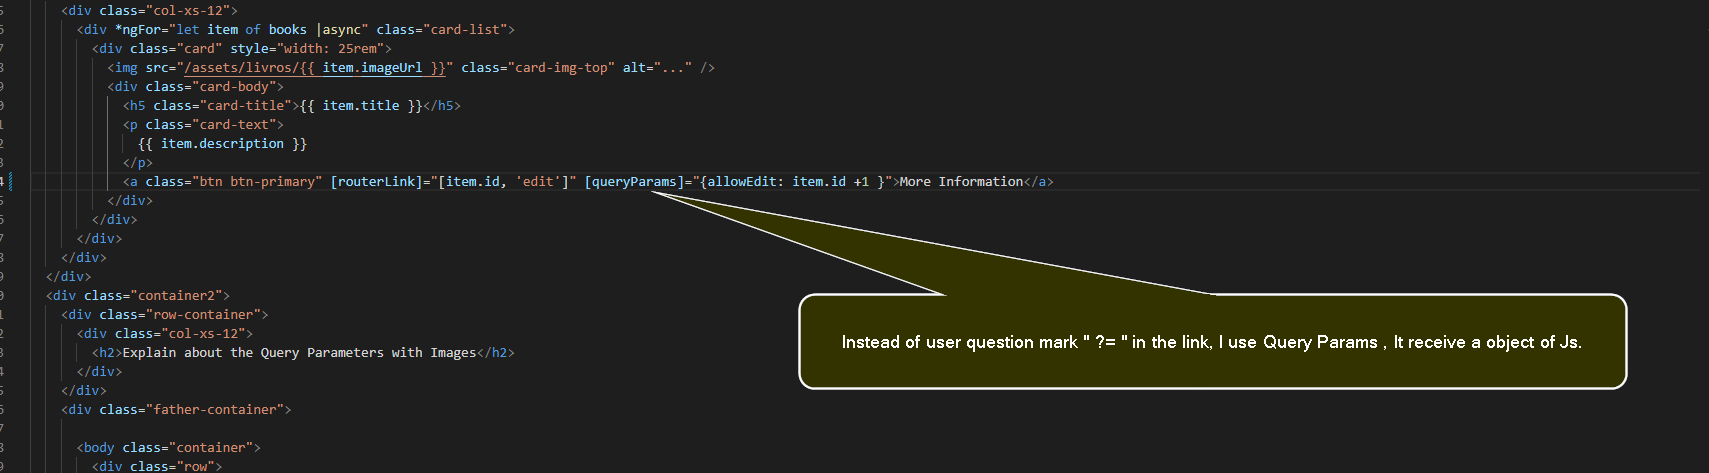 5 <div class="col-xs-12">
6 <div *ngFor="let item of books |async" class="card-list">
7 <div class="card" style="width: 25rem">
8 <img src="/assets/livros/{{ item.imageUrl }}" class="card-img-top" alt="..." />
9 <div class="card-body">
0 <h5 class="card-title">{{ item.title }}</h5>
1 <p class="card-text">
2 {{ item.description }}
3 </p>
4 <a class="btn btn-primary" [routerLink]="[item.id, 'edit']" [queryParams]="{allowEdit: item.id +1 }">More Information</a>
5 </div>
6 </div>
7 </div>
8 </div>
9 </div>
0 <div class="container2">
1 <div class="row-container">
2 <div class="col-xs-12">
3 <h2>Explain about the Query Parameters with Images</h2>
4 </div>
5 </div>
6 <div class="father-container">
7
8 <body class="container">
9 <div class="row">
Instead of user question mark " ?= " in the link, I use Query Params , It receive a object of Js.